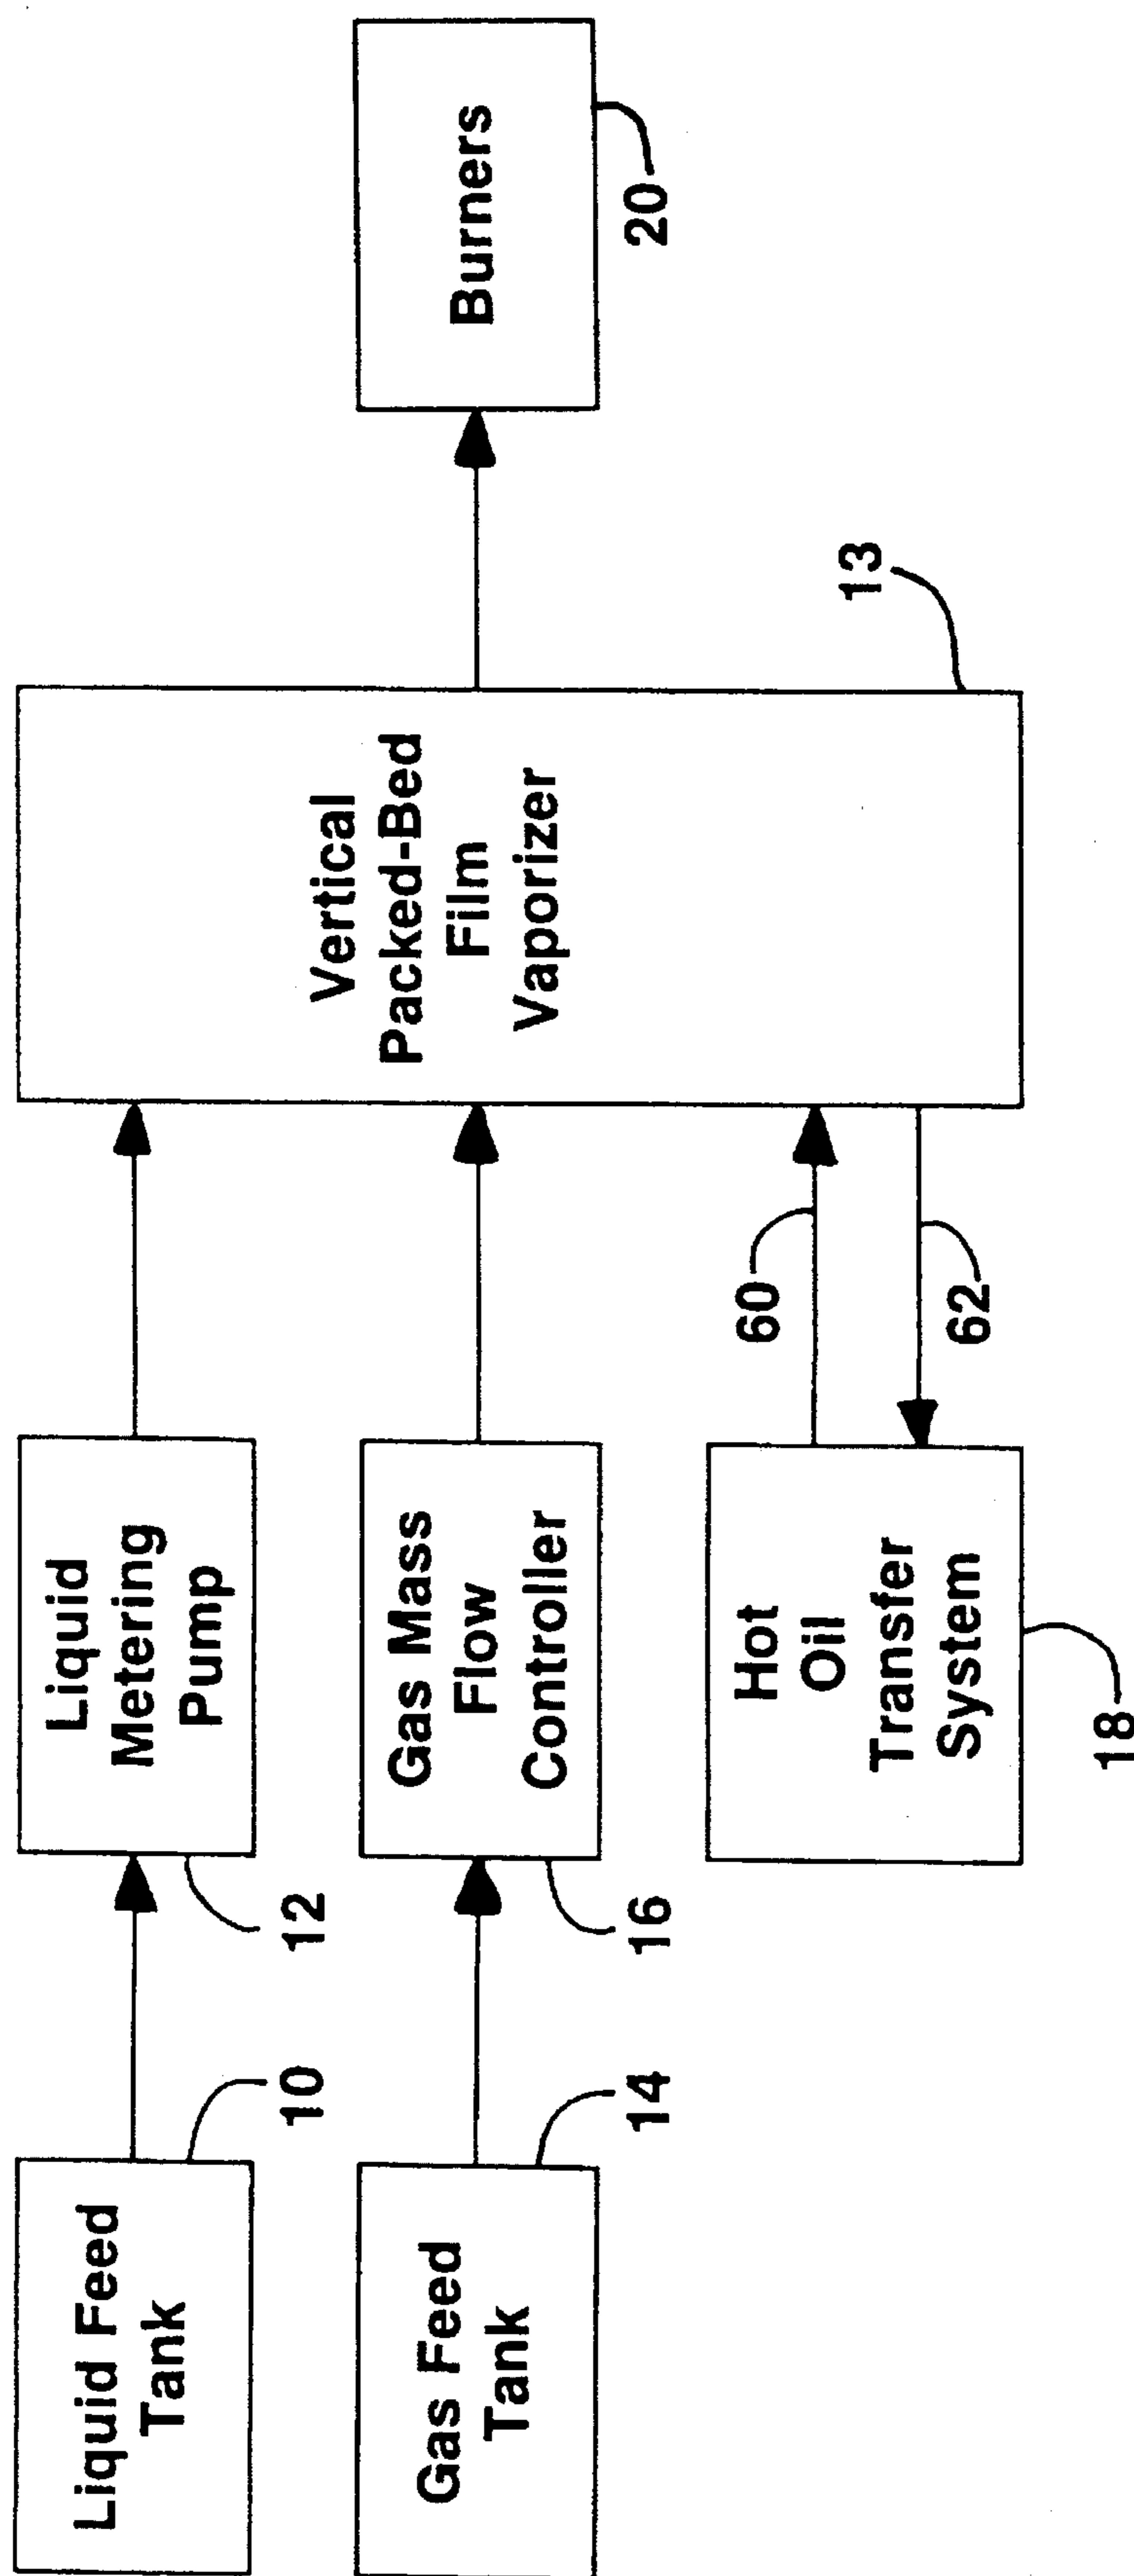 Liquid Feed
Tank
10
Liquid
Metering
Pump
12
Gas Feed
Tank
14
Gas Mass
Flow
Controller
16
Hot
Oil
Transfer
System
18
60
62
Vertical
Packed-Bed
Film
Vaporizer
13
Burners
20